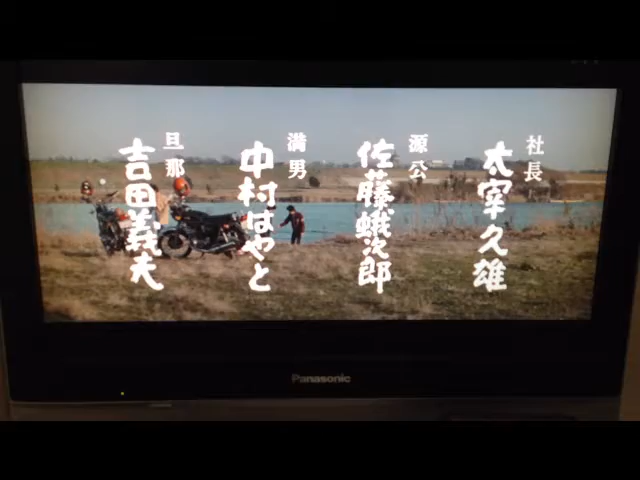 社長
太宰久雄
源公
佐藤蛾次郎
満男
中村はやと
旦那
吉田義夫
Panasonic